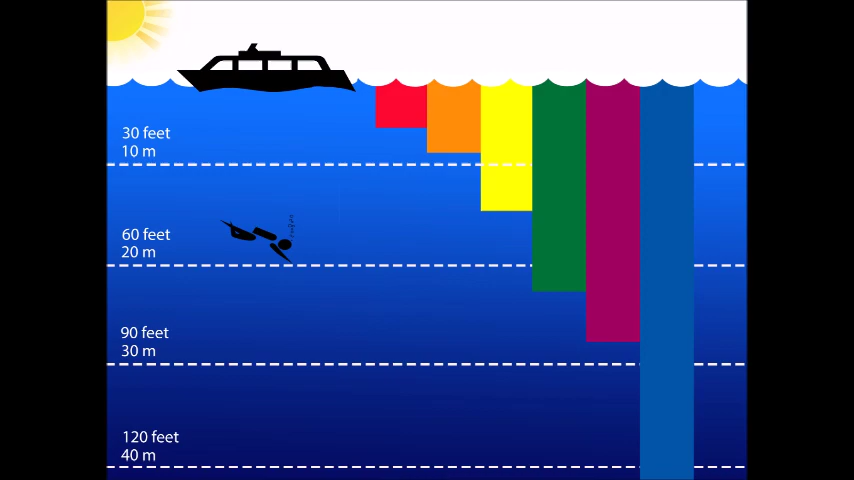 30 feet
10 m
60 feet
20 m
90 feet
30 m
120 feet
40 m